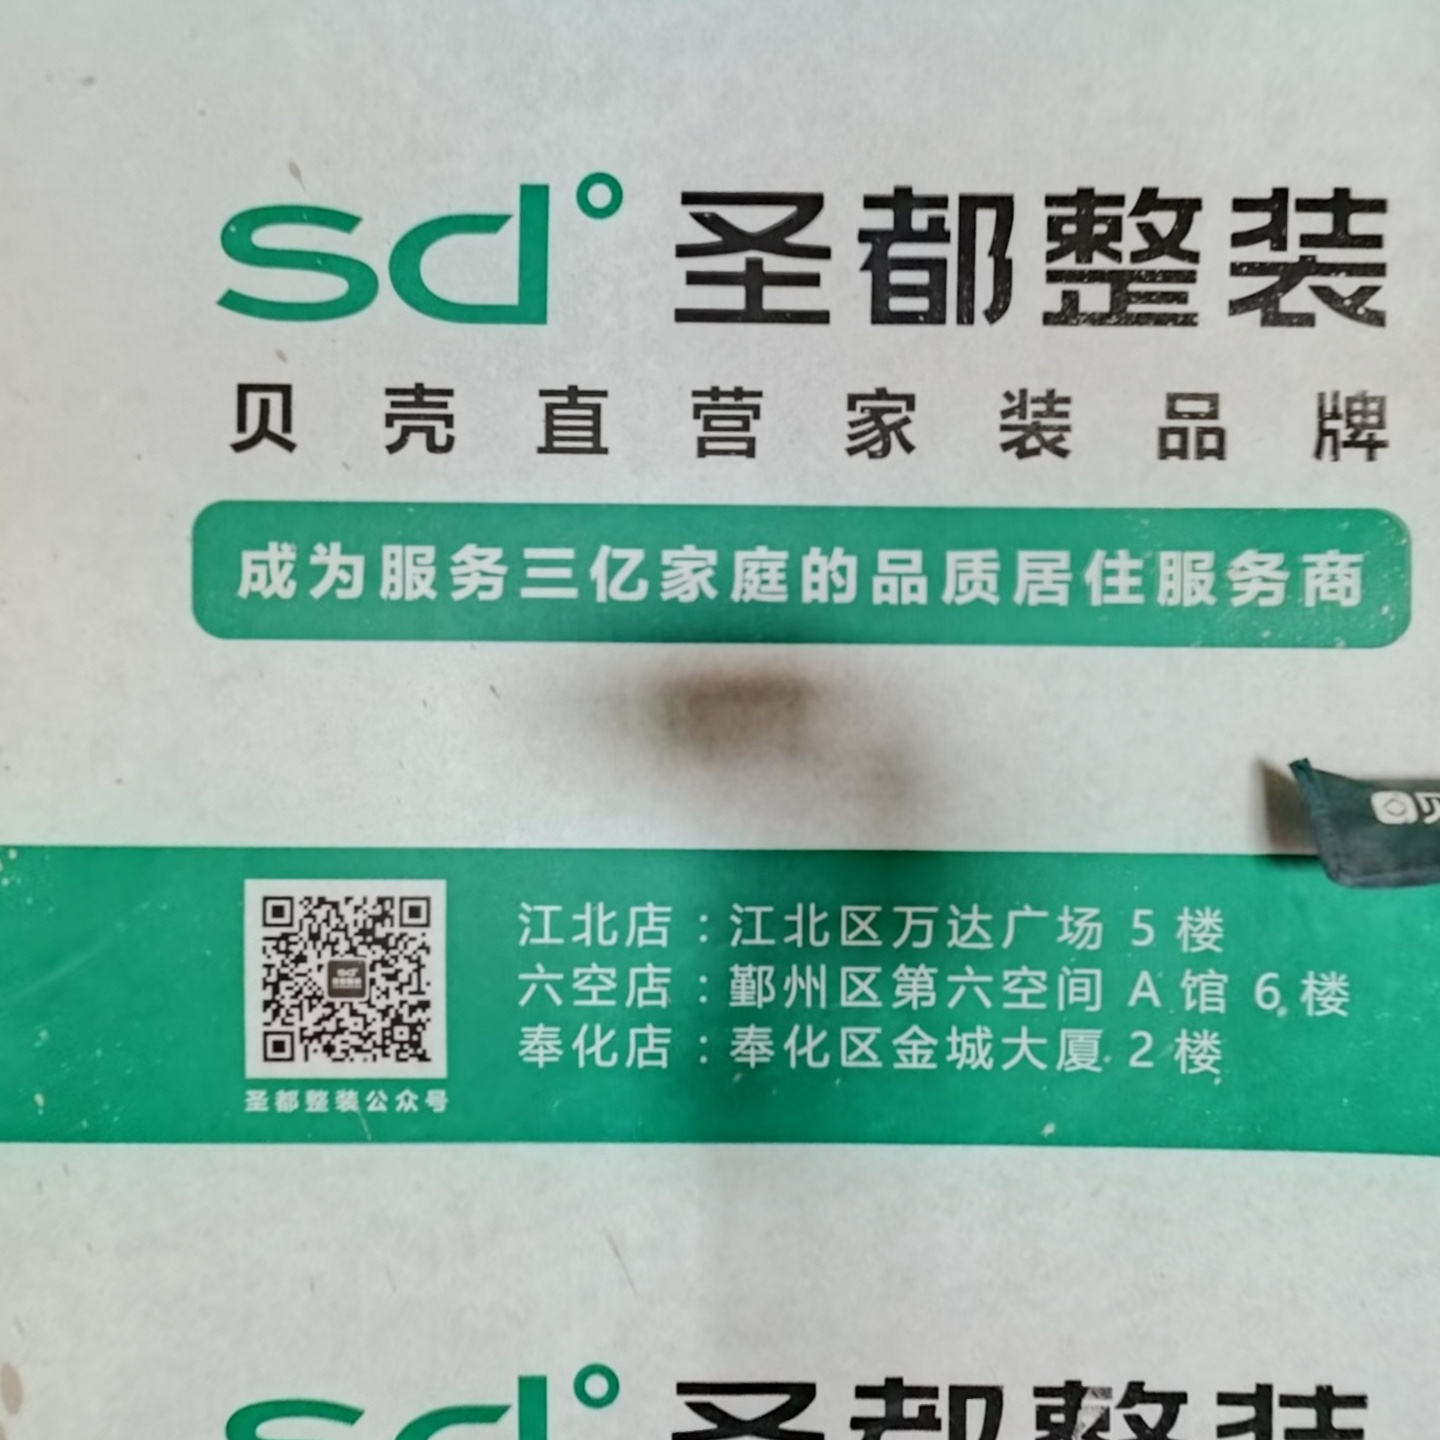 sd° 圣都整装
贝壳直营家装品牌
成为服务三亿家庭的品质居住服务商
江北店：江北区万达广场 5 楼
六空店：鄞州区第六空间 A 馆 6 楼
奉化店：奉化区金城大厦 2 楼
圣都整装公众号
sd° 圣都整装